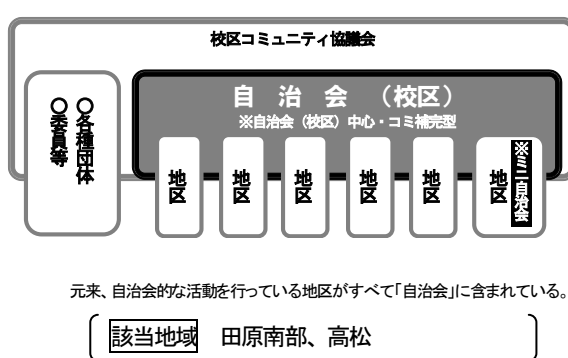 校区コミュニティ協議会
自治会（校区）
※自治会（校区）中心・コミ補完型
○各種団体
○委員等
地区
地区
地区
地区
地区
地区
※ミニ自治会
元来、自治会的な活動を行っている地区がすべて「自治会」に含まれている。
該当地域　田原南部、高松